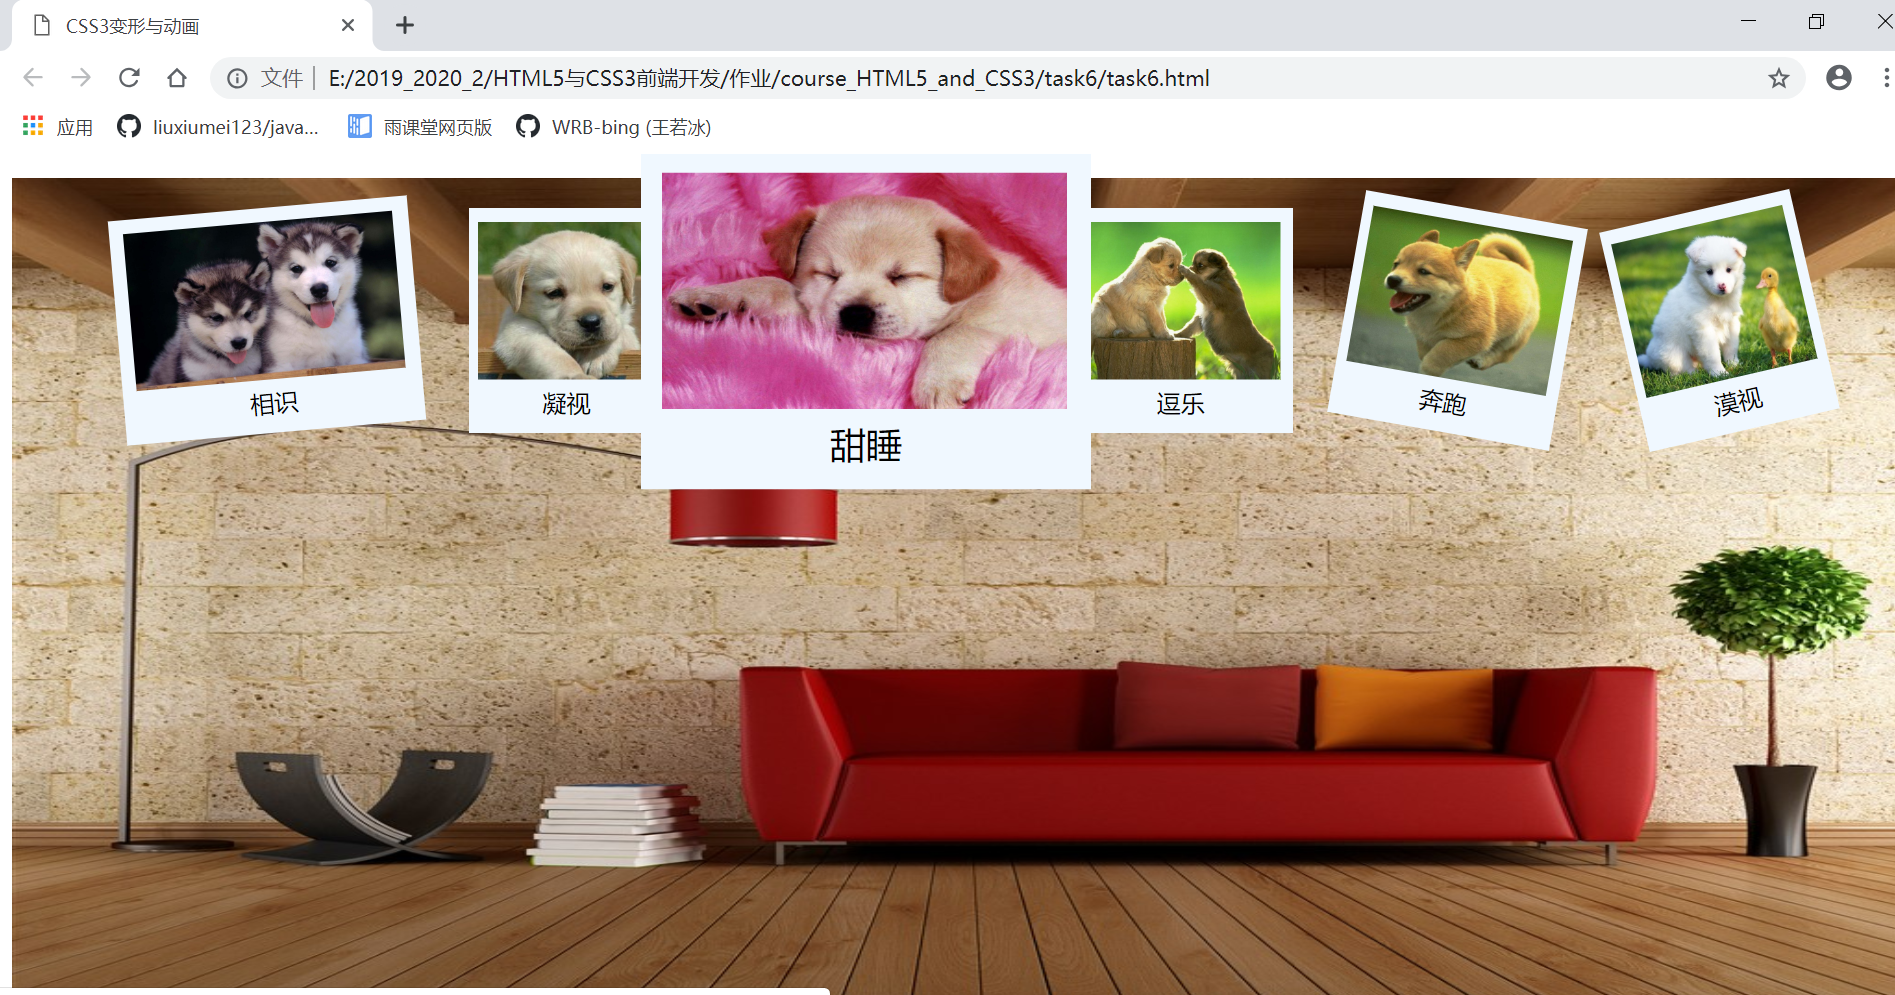 CSS3变形与动画
文件 | E:/2019_2020_2/HTML5与CSS3前端开发/作业/course_HTML5_and_CSS3/task6/task6.html
应用 liuxiumei123/java... 雨课堂网页版 WRB-bing (王若冰)
相识
凝视
甜睡
逗乐
奔跑
漠视